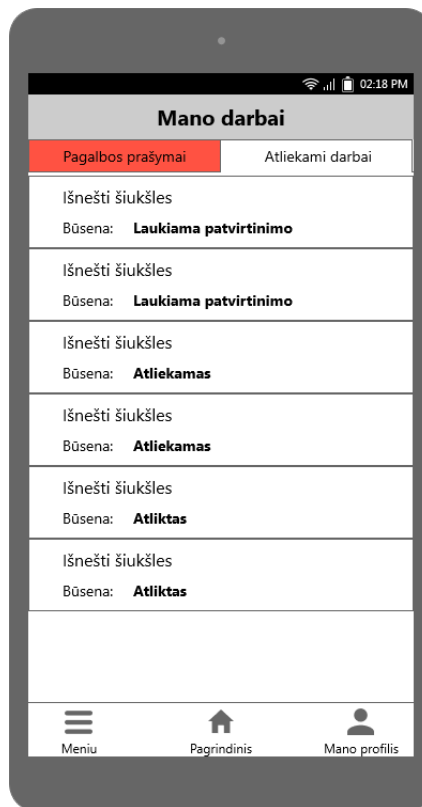 02:18 PM
Mano darbai
Pagalbos prašymai Atliekami darbai
Išnešti šiukšles
Būsena: Laukiama patvirtinimo
Išnešti šiukšles
Būsena: Laukiama patvirtinimo
Išnešti šiukšles
Būsena: Atliekamas
Išnešti šiukšles
Būsena: Atliekamas
Išnešti šiukšles
Būsena: Atliktas
Išnešti šiukšles
Būsena: Atliktas
Meniu Pagrindinis Mano profilis